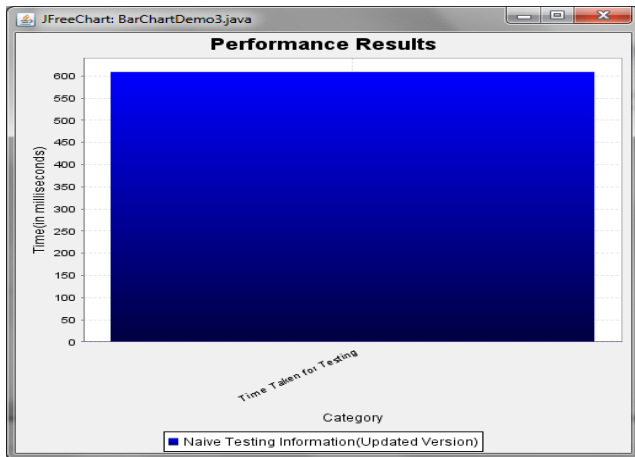 JFreeChart: BarChartDemo3.java
Performance Results
600
550
500
450
400
350
300
250
200
150
100
50
0
Time(in milliseconds)
Time Taken for Testing
Category
Naive Testing Information(Updated Version)